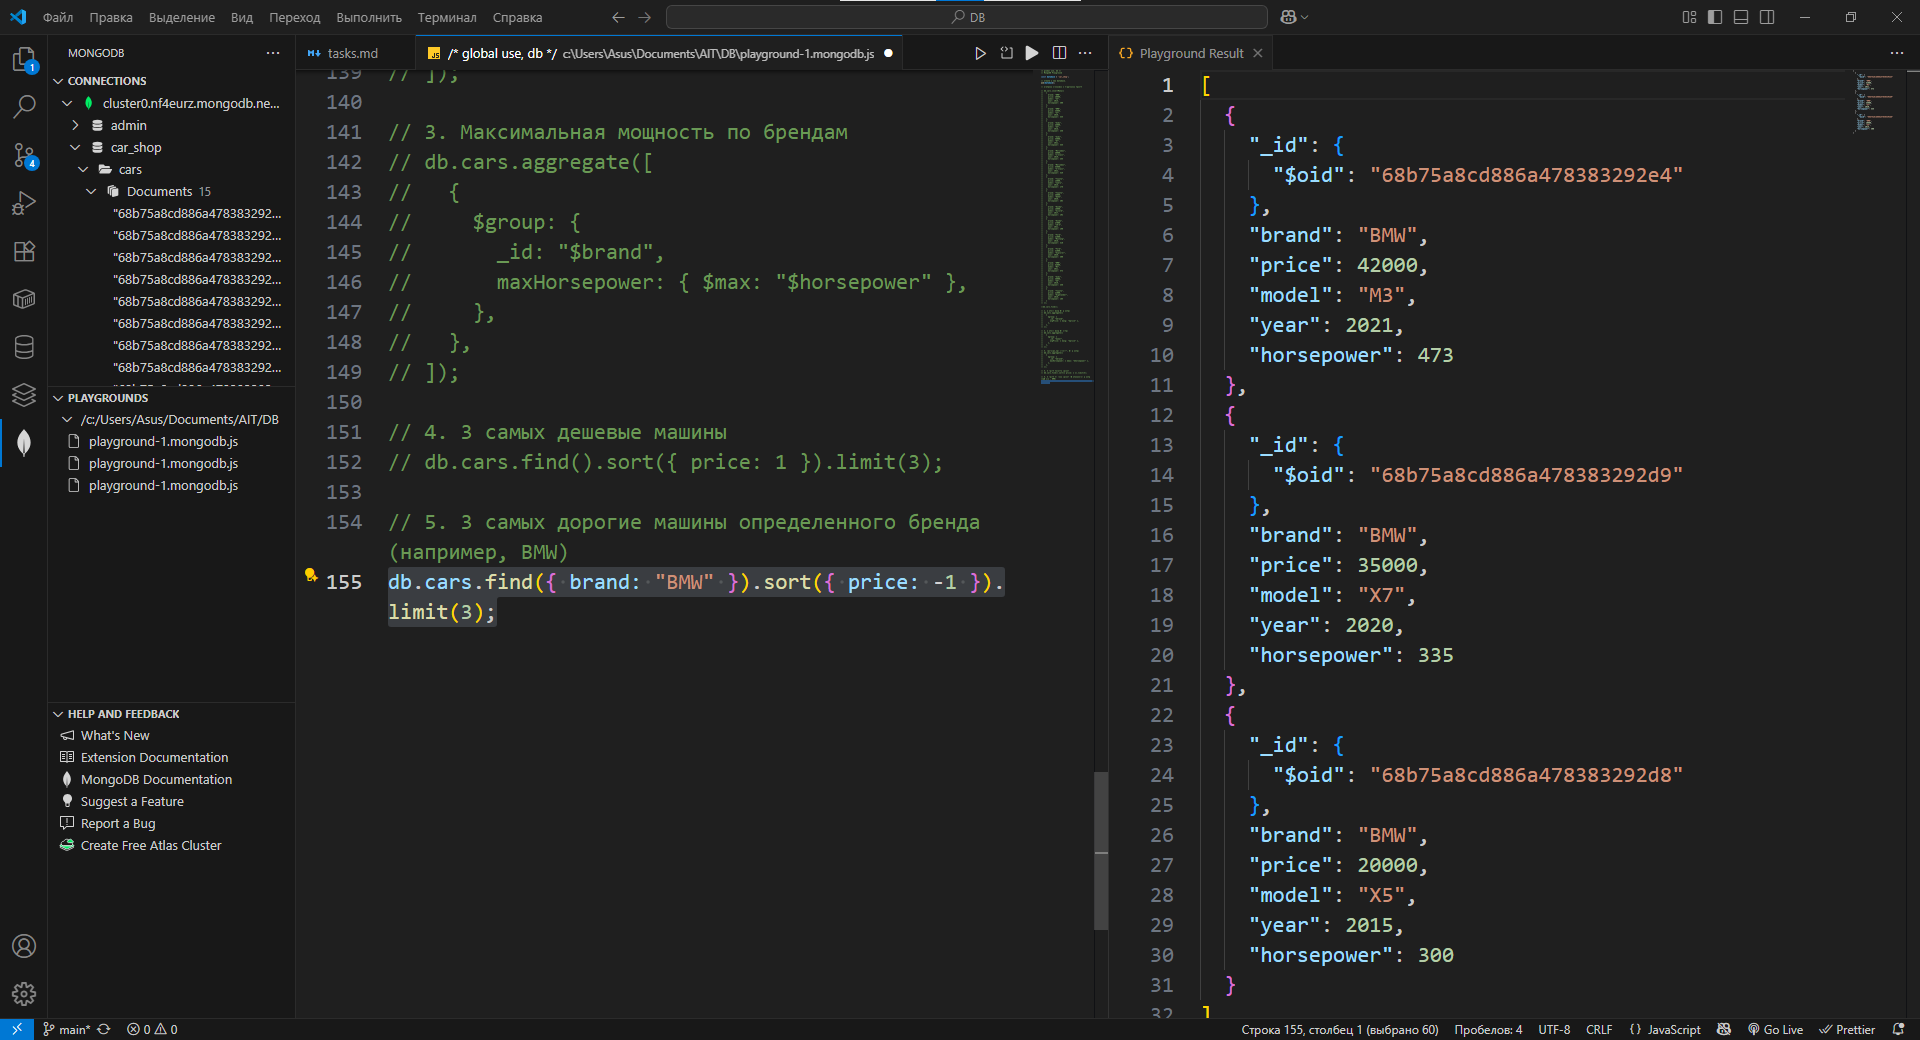 Файл Правка Выделение Вид Переход Выполнить Терминал Справка DB
MONGODB
CONNECTIONS
cluster0.nf4eurz.mongodb.ne...
admin
car_shop
cars
Documents 15
"68b75a8cd886a478383292...
"68b75a8cd886a478383292...
"68b75a8cd886a478383292...
"68b75a8cd886a478383292...
"68b75a8cd886a478383292...
"68b75a8cd886a478383292...
"68b75a8cd886a478383292...
"68b75a8cd886a478383292...
PLAYGROUNDS
/c:/Users/Asus/Documents/AIT/DB
playground-1.mongodb.js
playground-1.mongodb.js
playground-1.mongodb.js
HELP AND FEEDBACK
What's New
Extension Documentation
MongoDB Documentation
Suggest a Feature
Report a Bug
Create Free Atlas Cluster
tasks.md
/* global use, db */ c:\Users\Asus\Documents\AIT\DB\playground-1.mongodb.js
139 // ]);
140
141 // 3. Максимальная мощность по брендам
142 // db.cars.aggregate([
143 //   {
144 //     $group: {
145 //       _id: "$brand",
146 //       maxHorsepower: { $max: "$horsepower" },
147 //     },
148 //   },
149 // ]);
150
151 // 4. 3 самых дешевые машины
152 // db.cars.find().sort({ price: 1 }).limit(3);
153
154 // 5. 3 самых дорогие машины определенного бренда
(например, BMW)
155 db.cars.find({ brand: "BMW" }).sort({ price: -1 }).
limit(3);
Playground Result
1 [
2   {
3     "_id": {
4       "$oid": "68b75a8cd886a478383292e4"
5     },
6     "brand": "BMW",
7     "price": 42000,
8     "model": "M3",
9     "year": 2021,
10     "horsepower": 473
11   },
12   {
13     "_id": {
14       "$oid": "68b75a8cd886a478383292d9"
15     },
16     "brand": "BMW",
17     "price": 35000,
18     "model": "X7",
19     "year": 2020,
20     "horsepower": 335
21   },
22   {
23     "_id": {
24       "$oid": "68b75a8cd886a478383292d8"
25     },
26     "brand": "BMW",
27     "price": 20000,
28     "model": "X5",
29     "year": 2015,
30     "horsepower": 300
31   }
32 ]
main* 0 0 Строка 155, столбец 1 (выбрано 60) Пробелов: 4 UTF-8 CRLF {} JavaScript Go Live Prettier